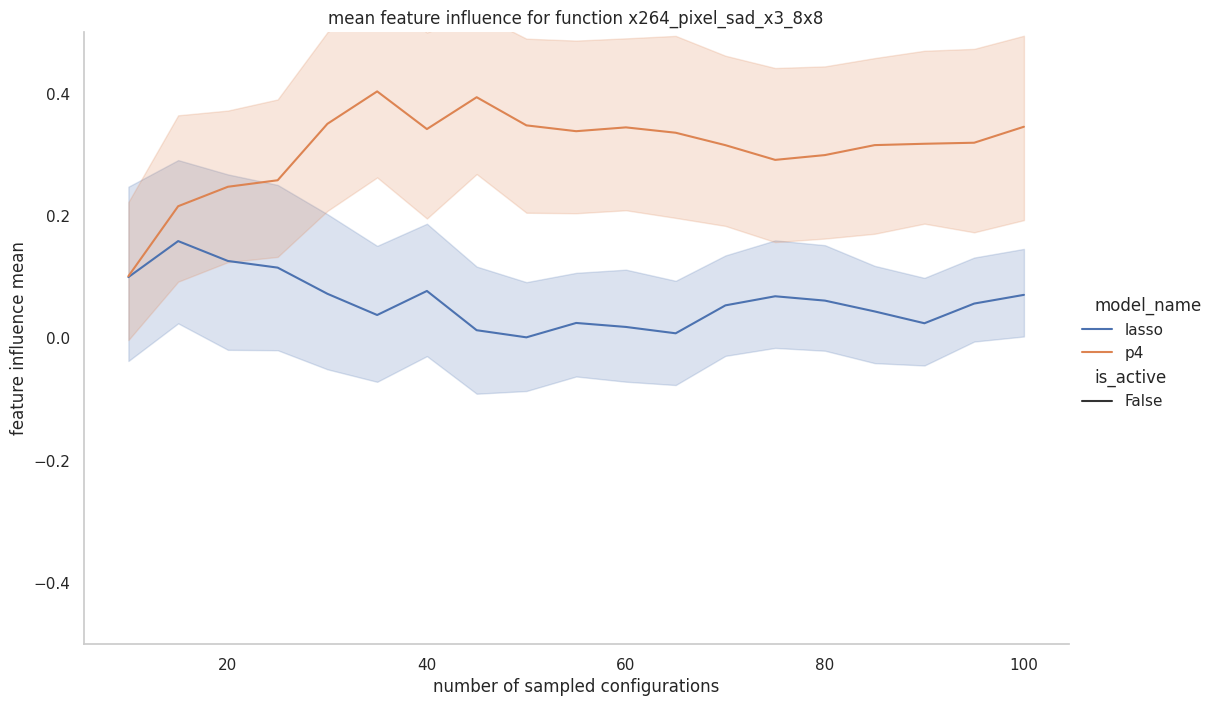 mean feature influence for function x264_pixel_sad_x3_8x8
feature influence mean
0.4
0.2
0.0
−0.2
−0.4
20
40
60
80
100
number of sampled configurations
model_name
lasso
p4
is_active
False